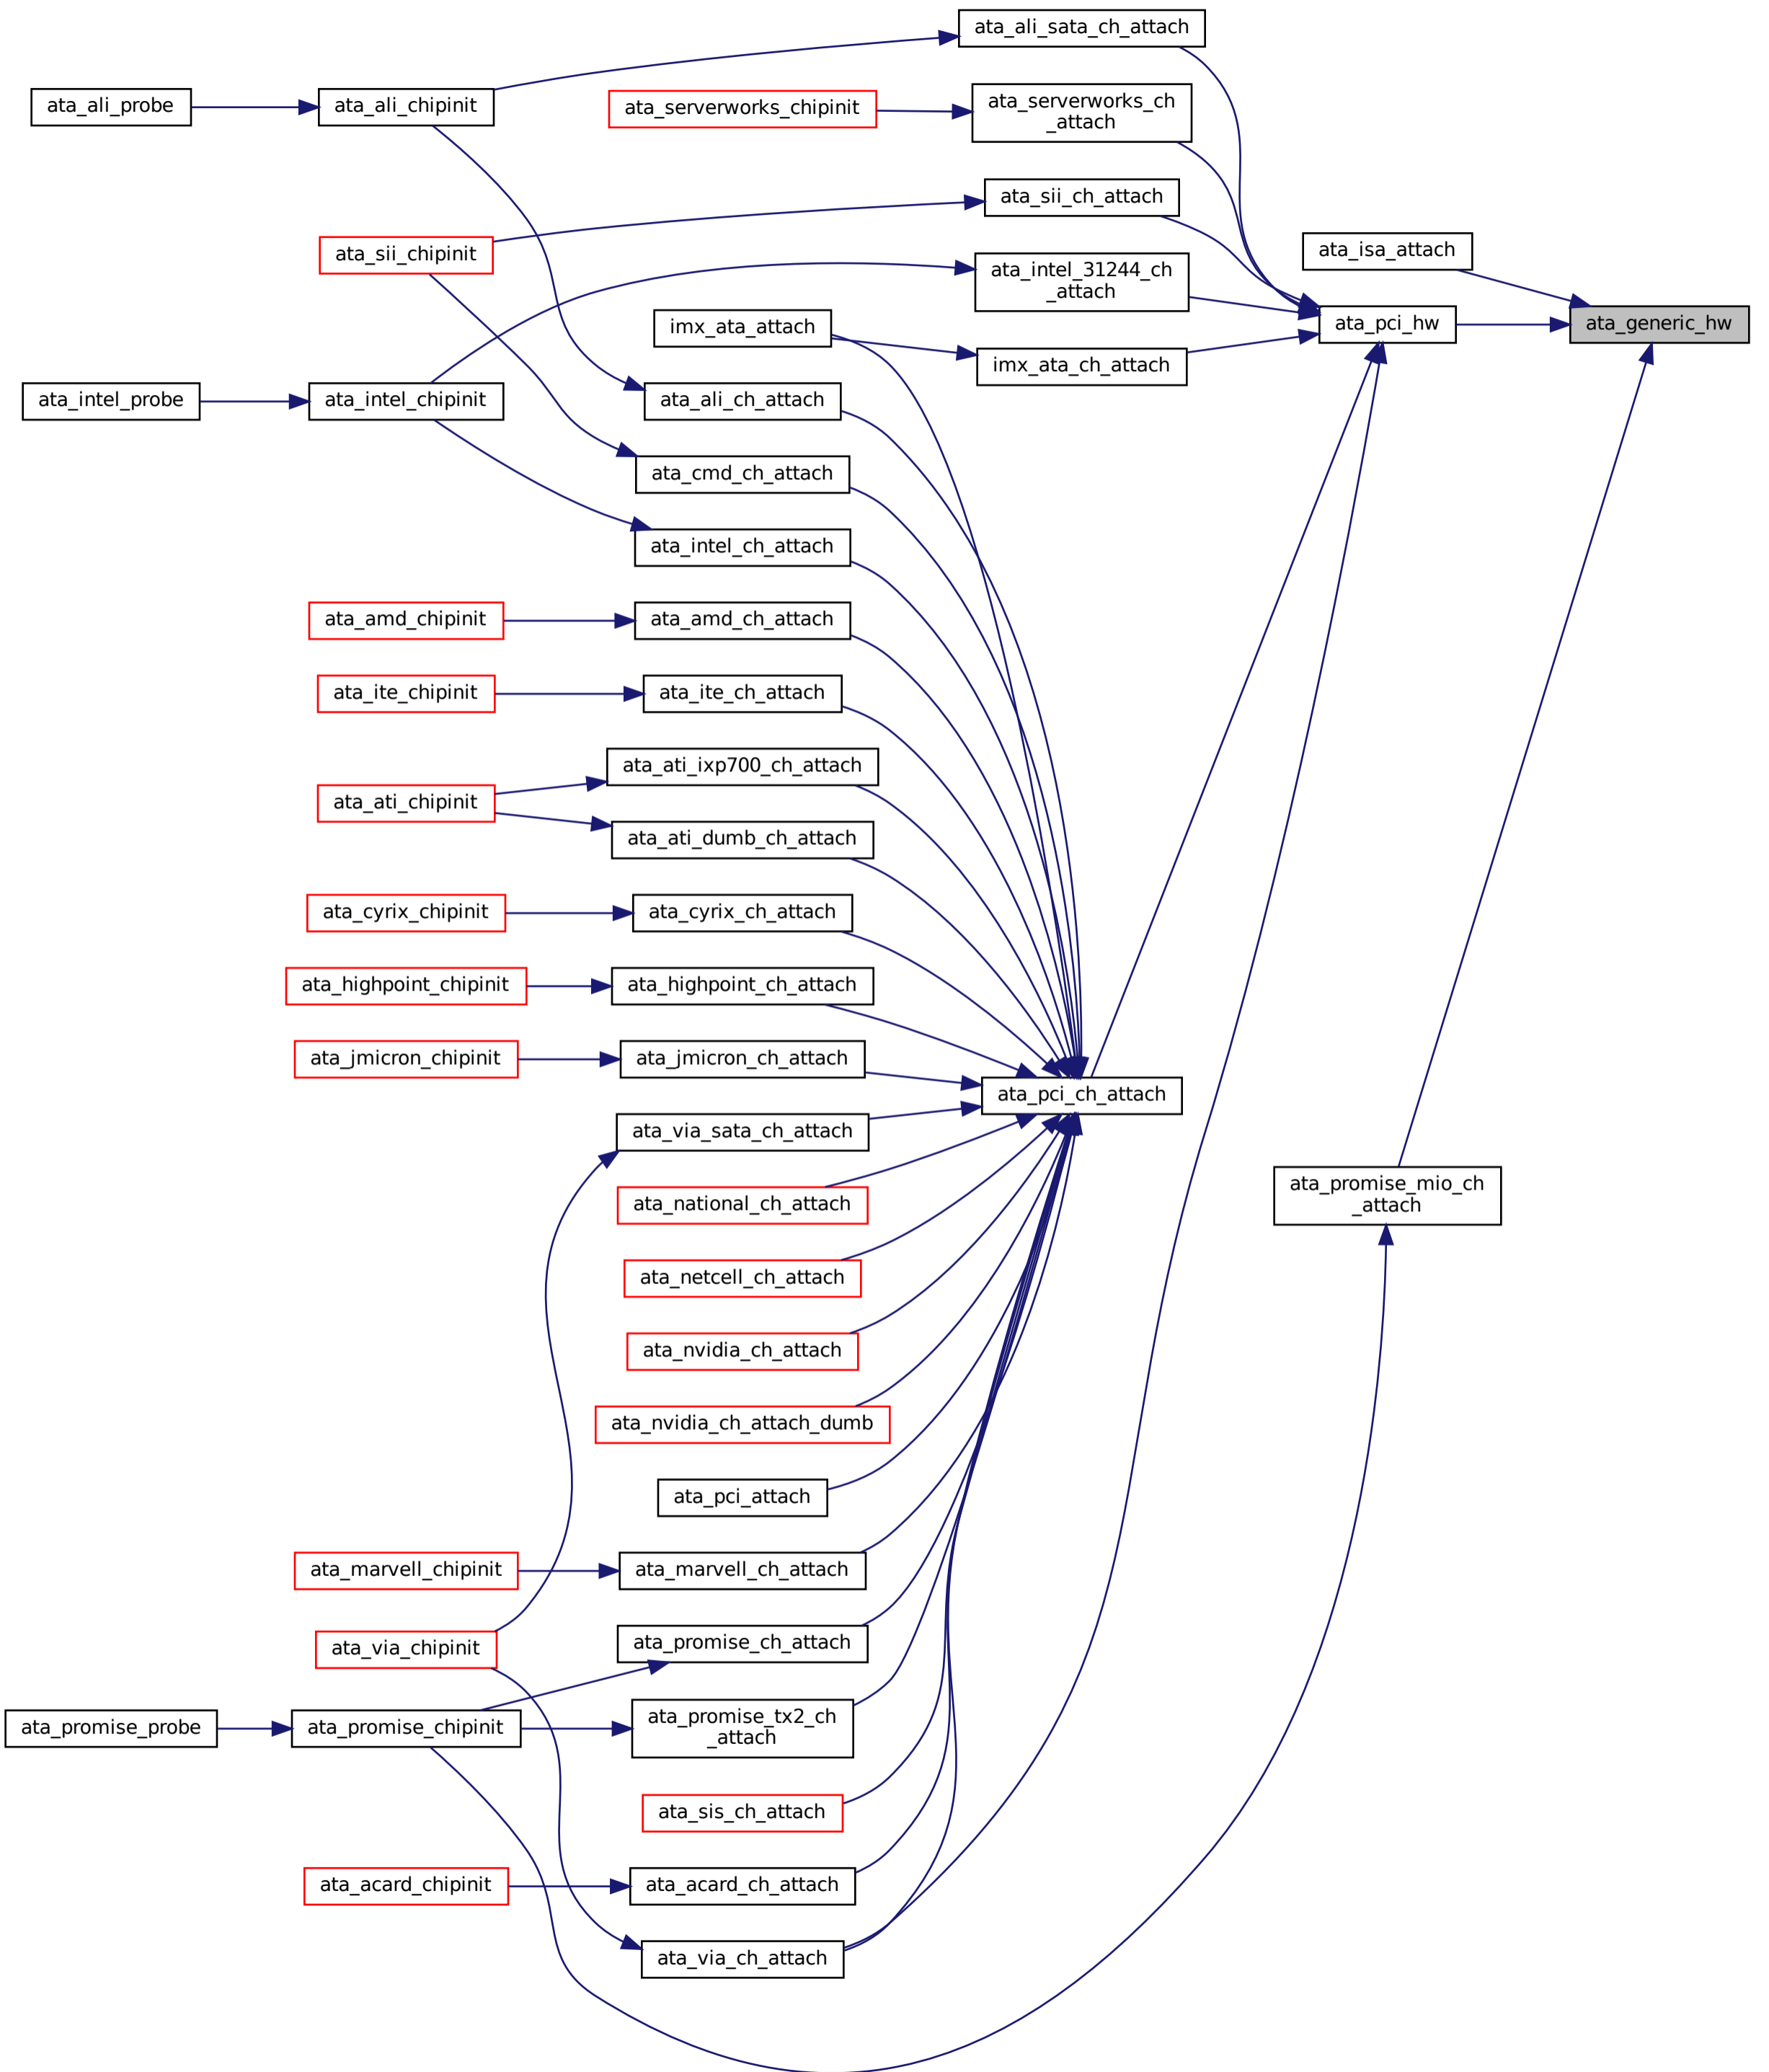 ata_ali_sata_ch_attach
ata_ali_probe
ata_ali_chipinit
ata_serverworks_chipinit
ata_serverworks_ch
_attach
ata_sii_ch_attach
ata_isa_attach
ata_sii_chipinit
ata_intel_31244_ch
_attach
imx_ata_attach
ata_pci_hw
ata_generic_hw
imx_ata_ch_attach
ata_intel_probe
ata_intel_chipinit
ata_ali_ch_attach
ata_cmd_ch_attach
ata_intel_ch_attach
ata_amd_chipinit
ata_amd_ch_attach
ata_ite_chipinit
ata_ite_ch_attach
ata_ati_ixp700_ch_attach
ata_ati_chipinit
ata_ati_dumb_ch_attach
ata_cyrix_chipinit
ata_cyrix_ch_attach
ata_highpoint_chipinit
ata_highpoint_ch_attach
ata_jmicron_chipinit
ata_jmicron_ch_attach
ata_pci_ch_attach
ata_via_sata_ch_attach
ata_national_ch_attach
ata_promise_mio_ch
_attach
ata_netcell_ch_attach
ata_nvidia_ch_attach
ata_nvidia_ch_attach_dumb
ata_pci_attach
ata_marvell_chipinit
ata_marvell_ch_attach
ata_via_chipinit
ata_promise_ch_attach
ata_promise_probe
ata_promise_chipinit
ata_promise_tx2_ch
_attach
ata_sis_ch_attach
ata_acard_chipinit
ata_acard_ch_attach
ata_via_ch_attach